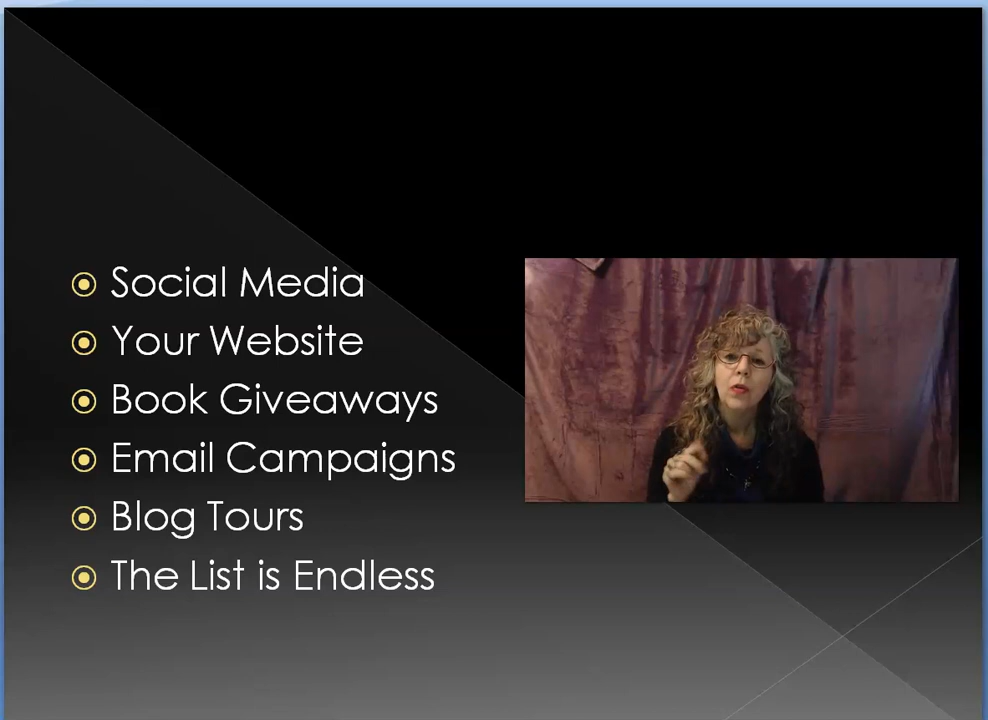 Social Media
Your Website
Book Giveaways
Email Campaigns
Blog Tours
The List is Endless